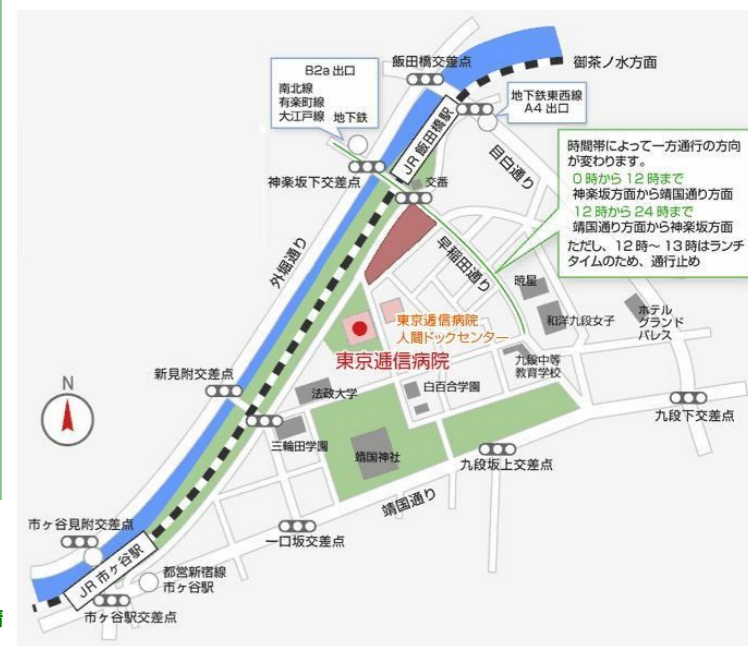 飯田橋交差点
御茶ノ水方面
B2a 出口
南北線
有楽町線
大江戸線 地下鉄
地下鉄東西線
A4 出口
JR 飯田橋駅
目白通り
神楽坂下交差点
交番
時間帯によって一方通行の方向
が変わります。
0時から12時まで
神楽坂方面から靖国通り方面
12時から24時まで
靖国通り方面から神楽坂方面
ただし、12時～13時はランチ
タイムのため、通行止め
外堀通り
早稲田通り
暁星
和洋九段女子
ホテル
グランド
パレス
東京逓信病院
人間ドックセンター
東京逓信病院
九段中等
教育学校
新見附交差点
N
法政大学
白百合学園
九段下交差点
三輪田学園
靖国神社
九段坂上交差点
靖国通り
市ヶ谷見附交差点
一口坂交差点
JR 市ヶ谷駅
都営新宿線
市ヶ谷駅
市ヶ谷駅交差点